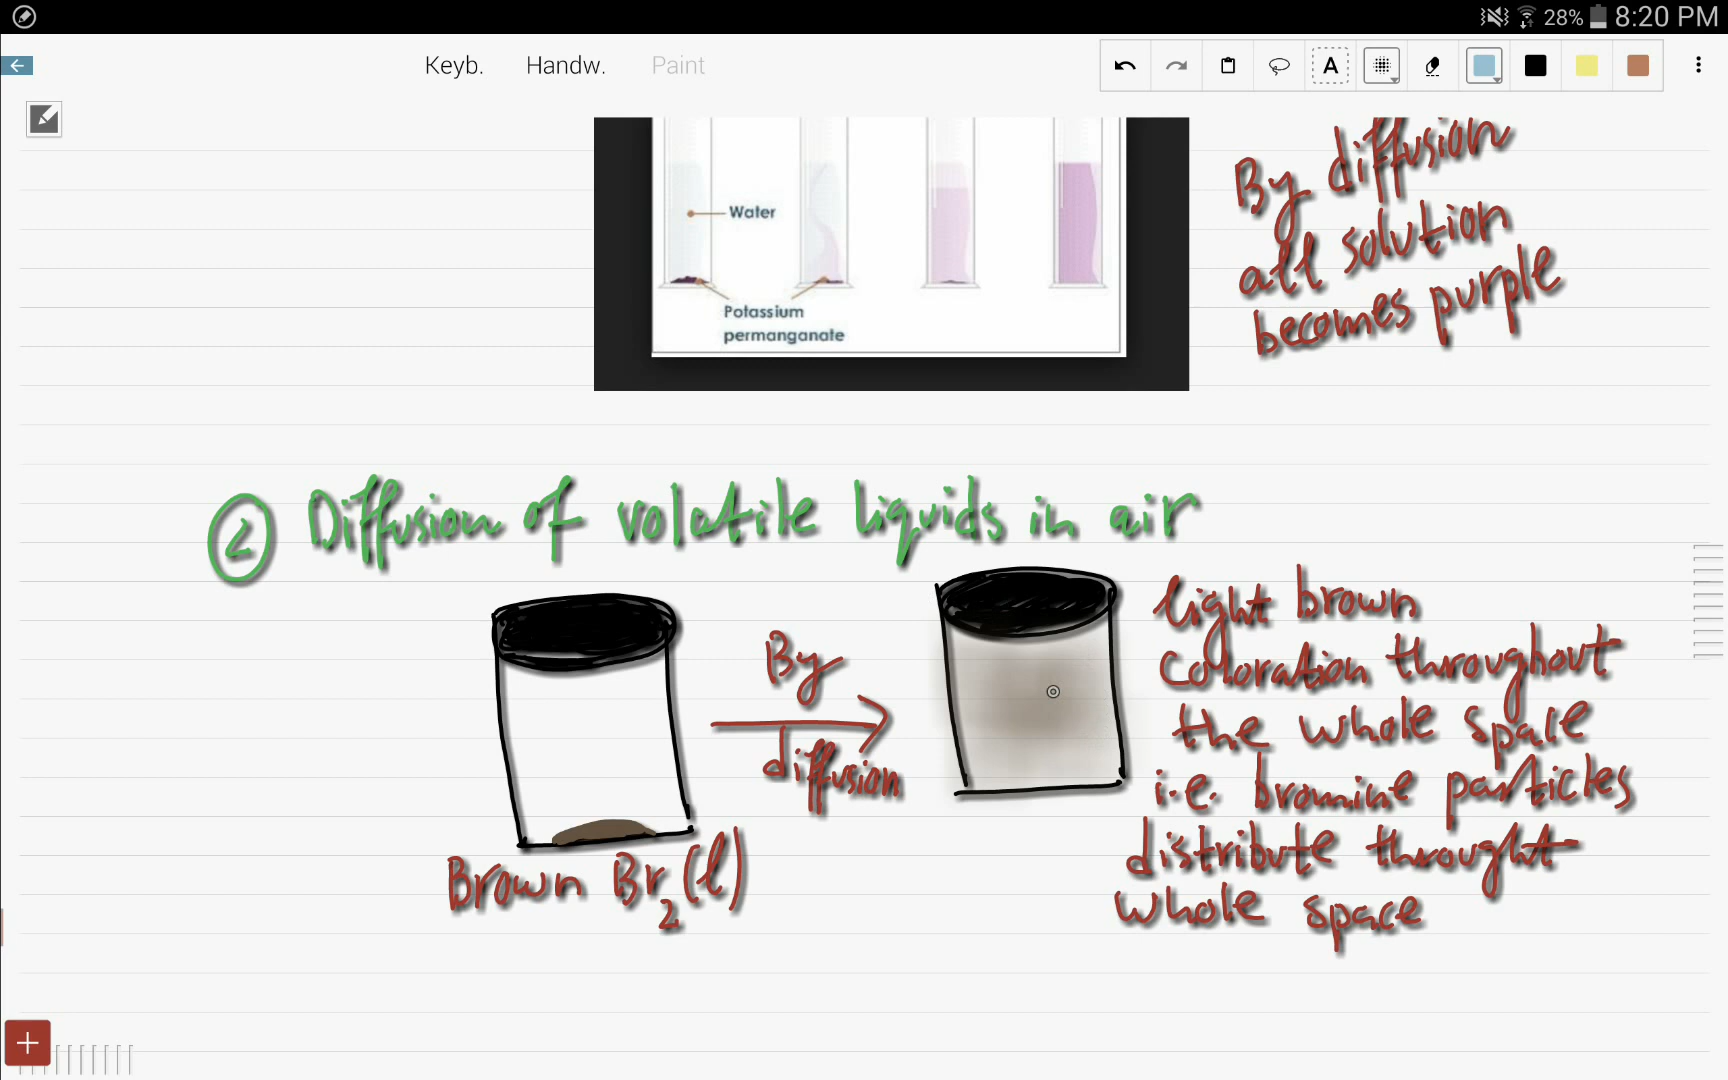 28% 8:20 PM
Keyb. Handw. Paint
A
Water
Potassium
permanganate
By diffusion
all solution
becomes purple
2 Diffusion of volatile liquids in air
By
diffusion
Brown Br2(l)
light brown
coloration throughout
the whole space
i.e. bromine particles
distribute throught
whole space